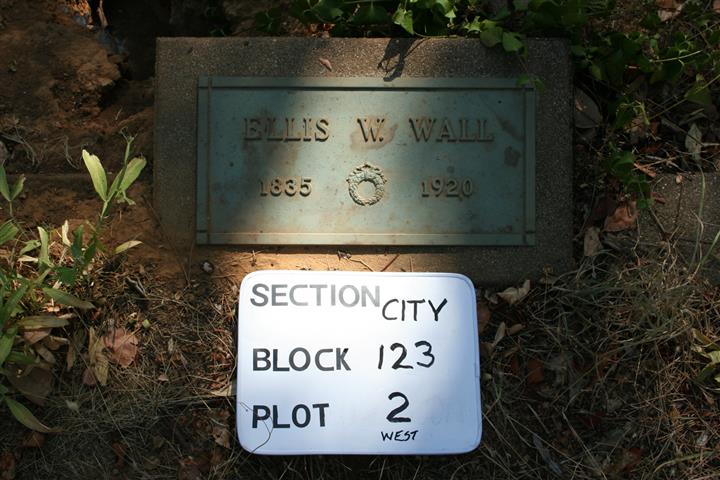 ELLIS W. WALL
1835 1920
SECTION CITY
BLOCK 123
PLOT 2
WEST